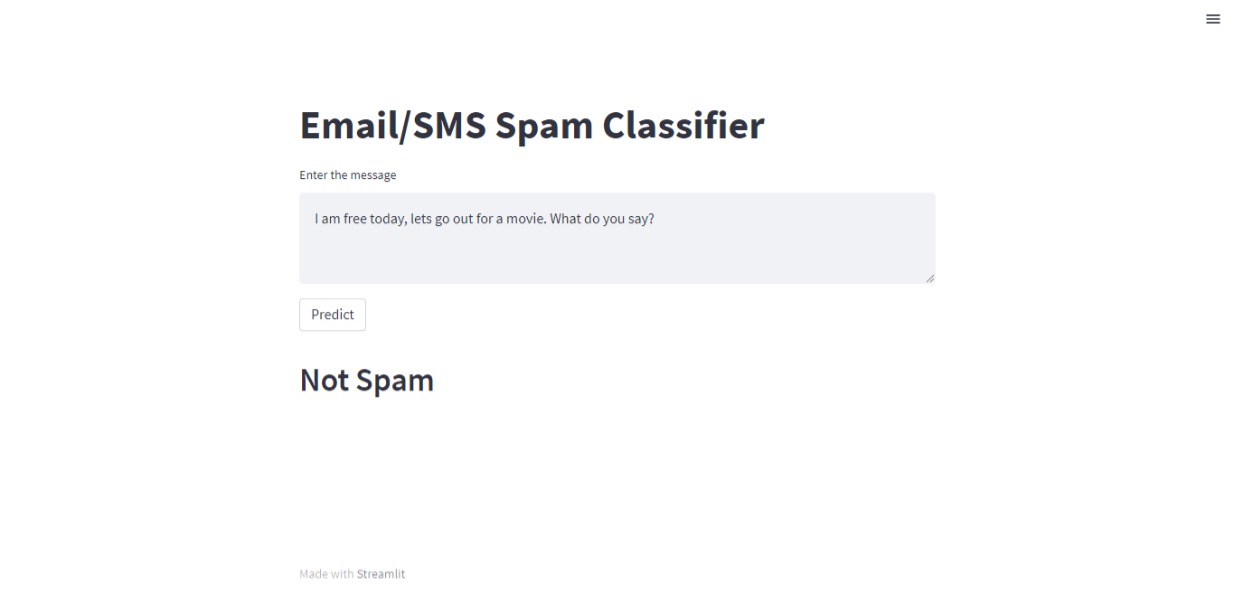 Email/SMS Spam Classifier
Enter the message
I am free today, lets go out for a movie. What do you say?
Predict
Not Spam
Made with Streamlit